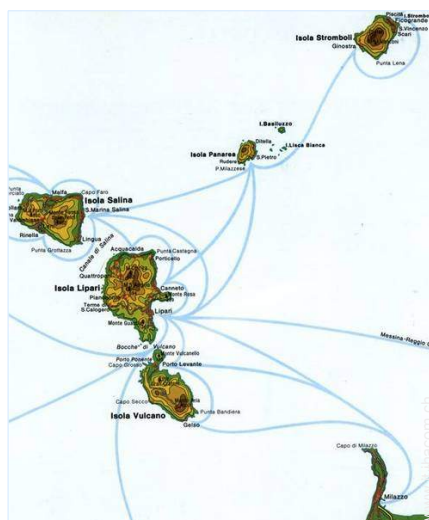 Piscità
I.Stromb
Ficogrande
S.Vincenzo
Scari
Isola Stromboli
Ginostra
Punta Lena
I.Basiluzzo
Ditella
I.Lisca Bianca
Isola Panarea
S.Pietro
Rudere
P.Milazzese
Malfa
Capo Faro
Isola Salina
S.Marina Salina
Rinella
Lingua
Punta Grottazza
Canale di Salina
Acquacalda
Punta Castagna
Porticello
Quattropani
Isola Lipari
Canneto
Monte Rosa
Terme di
S.Calogero
Lipari
Monte Guardia
Bocche di Vulcano
Monte Vulcanello
Porto Ponente
Capo Grosso
Porto Levante
Messina-Reggio
Capo Secco
Isola Vulcano
Punta Bandiera
Gelso
Capo di Milazzo
Milazzo